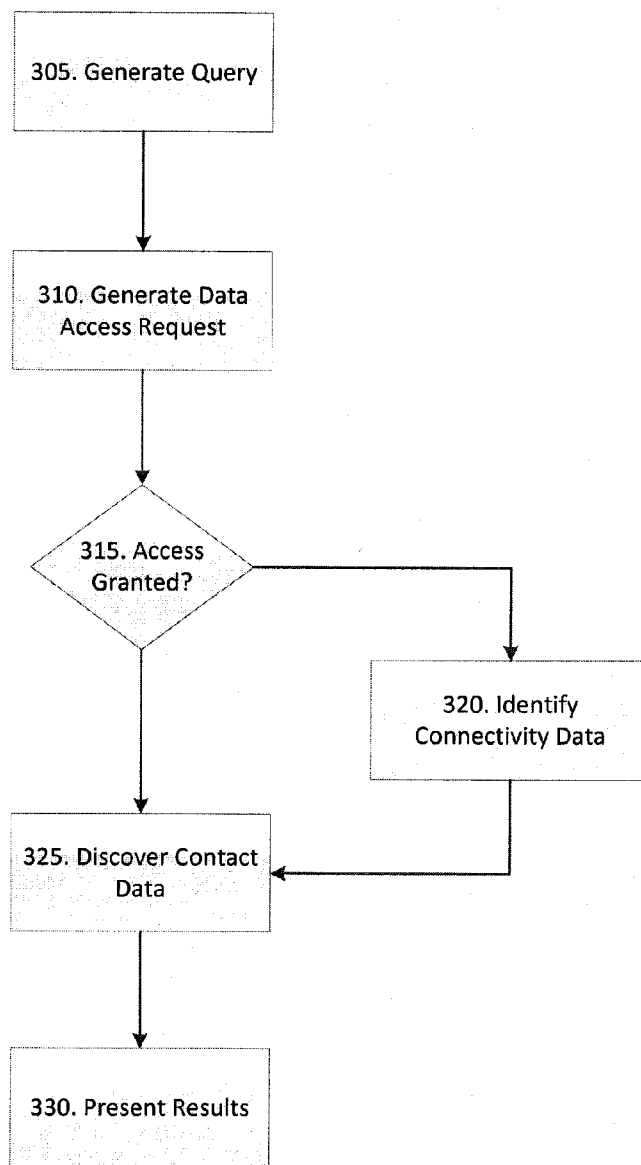 305. Generate Query
310. Generate Data
Access Request
315. Access
Granted?
320. Identify
Connectivity Data
325. Discover Contact
Data
330. Present Results